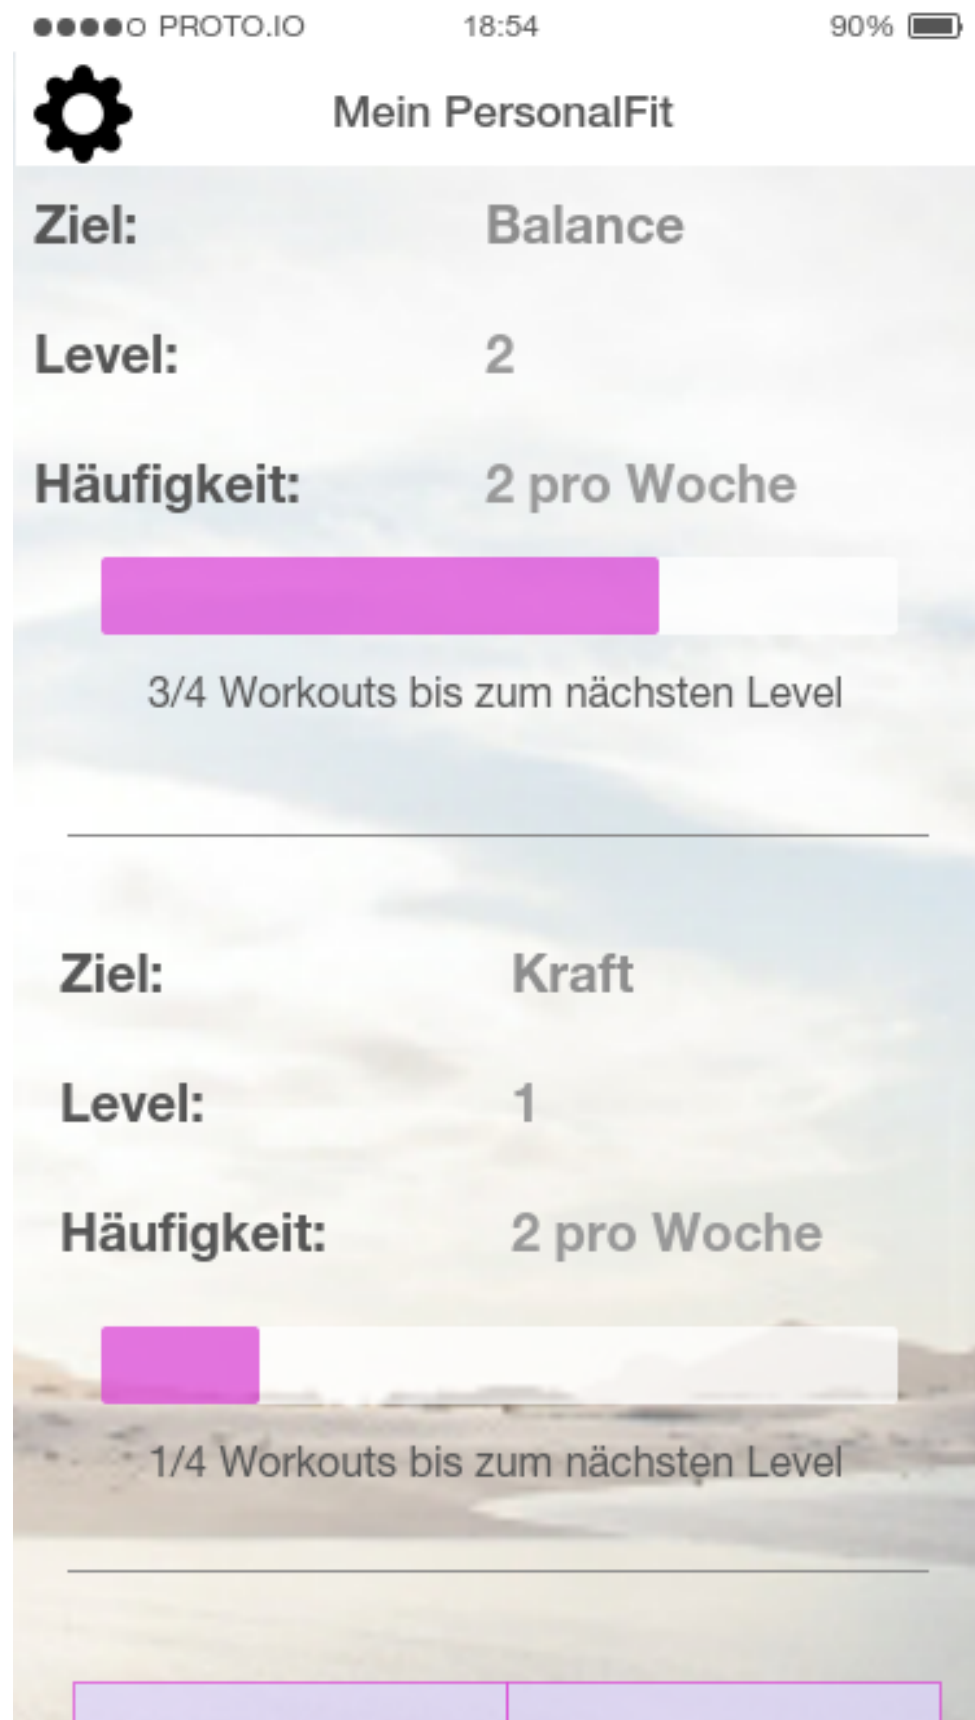 PROTO.IO 18:54 90%
Mein PersonalFit
Ziel: Balance
Level: 2
Häufigkeit: 2 pro Woche
3/4 Workouts bis zum nächsten Level
Ziel: Kraft
Level: 1
Häufigkeit: 2 pro Woche
1/4 Workouts bis zum nächsten Level